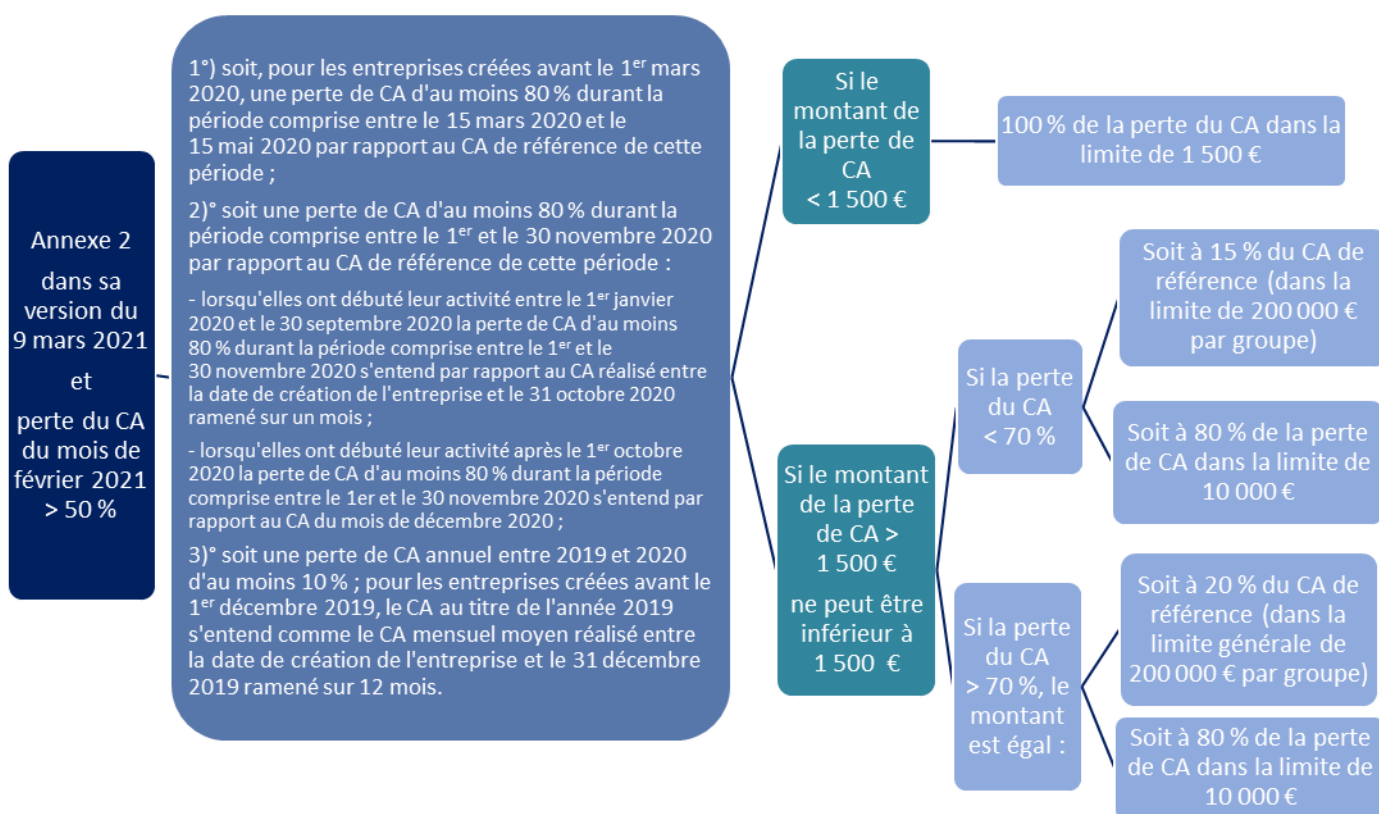 Annexe 2
dans sa
version du
9 mars 2021
et
perte du CA
du mois de
février 2021
> 50 %
1°) soit, pour les entreprises créées avant le 1er mars
2020, une perte de CA d'au moins 80 % durant la
période comprise entre le 15 mars 2020 et le
15 mai 2020 par rapport au CA de référence de cette
période ;
2)° soit une perte de CA d'au moins 80 % durant la
période comprise entre le 1er et le 30 novembre 2020
par rapport au CA de référence de cette période :
- lorsqu'elles ont débuté leur activité entre le 1er janvier
2020 et le 30 septembre 2020 la perte de CA d'au moins
80 % durant la période comprise entre le 1er et le
30 novembre 2020 s'entend par rapport au CA réalisé entre
la date de création de l'entreprise et le 31 octobre 2020
ramené sur un mois ;
- lorsqu'elles ont débuté leur activité après le 1er octobre
2020 la perte de CA d'au moins 80 % durant la période
comprise entre le 1er et le 30 novembre 2020 s'entend par
rapport au CA du mois de décembre 2020 ;
3)° soit une perte de CA annuel entre 2019 et 2020
d'au moins 10 % ; pour les entreprises créées avant le
1er décembre 2019, le CA au titre de l'année 2019
s'entend comme le CA mensuel moyen réalisé entre
la date de création de l'entreprise et le 31 décembre
2019 ramené sur 12 mois.
Si le
montant de
la perte de
CA
< 1 500 €
100 % de la perte du CA dans la
limite de 1 500 €
Si le montant
de la perte
de CA >
1 500 €
ne peut être
inférieur à
1 500 €
Si la perte
du CA
< 70 %
Soit à 15 % du CA de
référence (dans la
limite de 200 000 €
par groupe)
Soit à 80 % de la perte
de CA dans la limite de
10 000 €
Si la perte
du CA
> 70 %, le
montant
est égal :
Soit à 20 % du CA de
référence (dans la
limite générale de
200 000 € par groupe)
Soit à 80 % de la perte
de CA dans la limite de
10 000 €